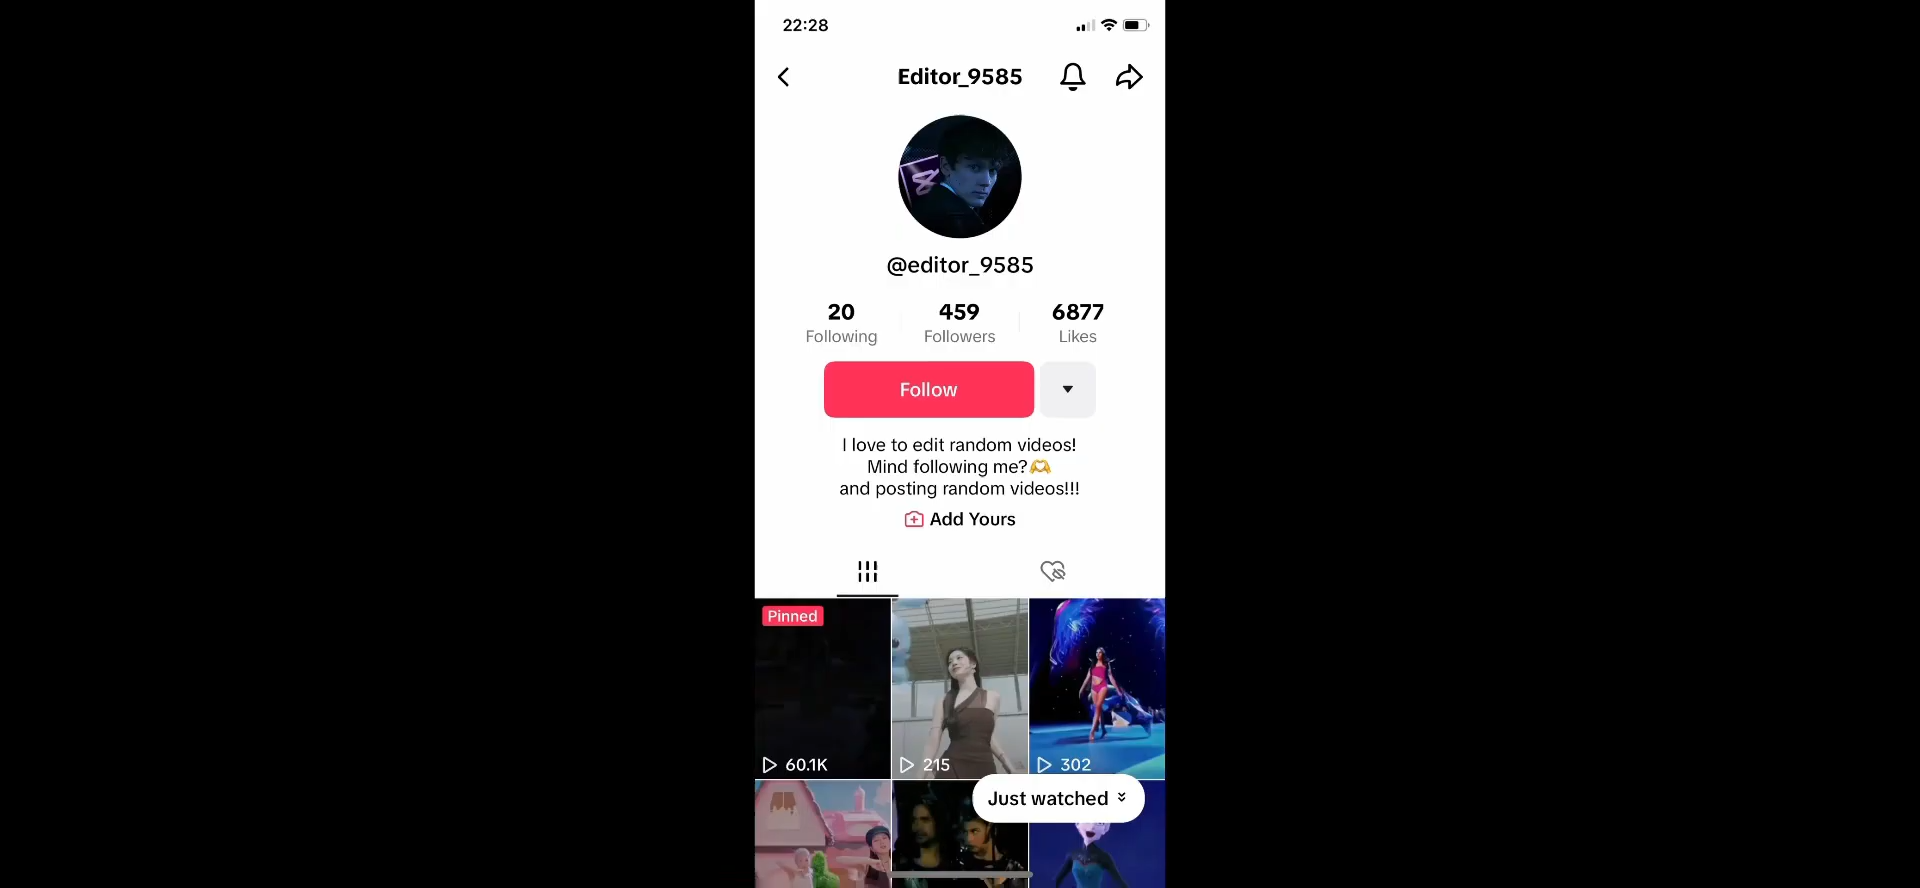 22:28
Editor_9585
@editor_9585
20 459 6877
Following Followers Likes
Follow
I love to edit random videos!
Mind following me?🫶
and posting random videos!!!
Add Yours
Pinned
60.1K 215 302
Just watched